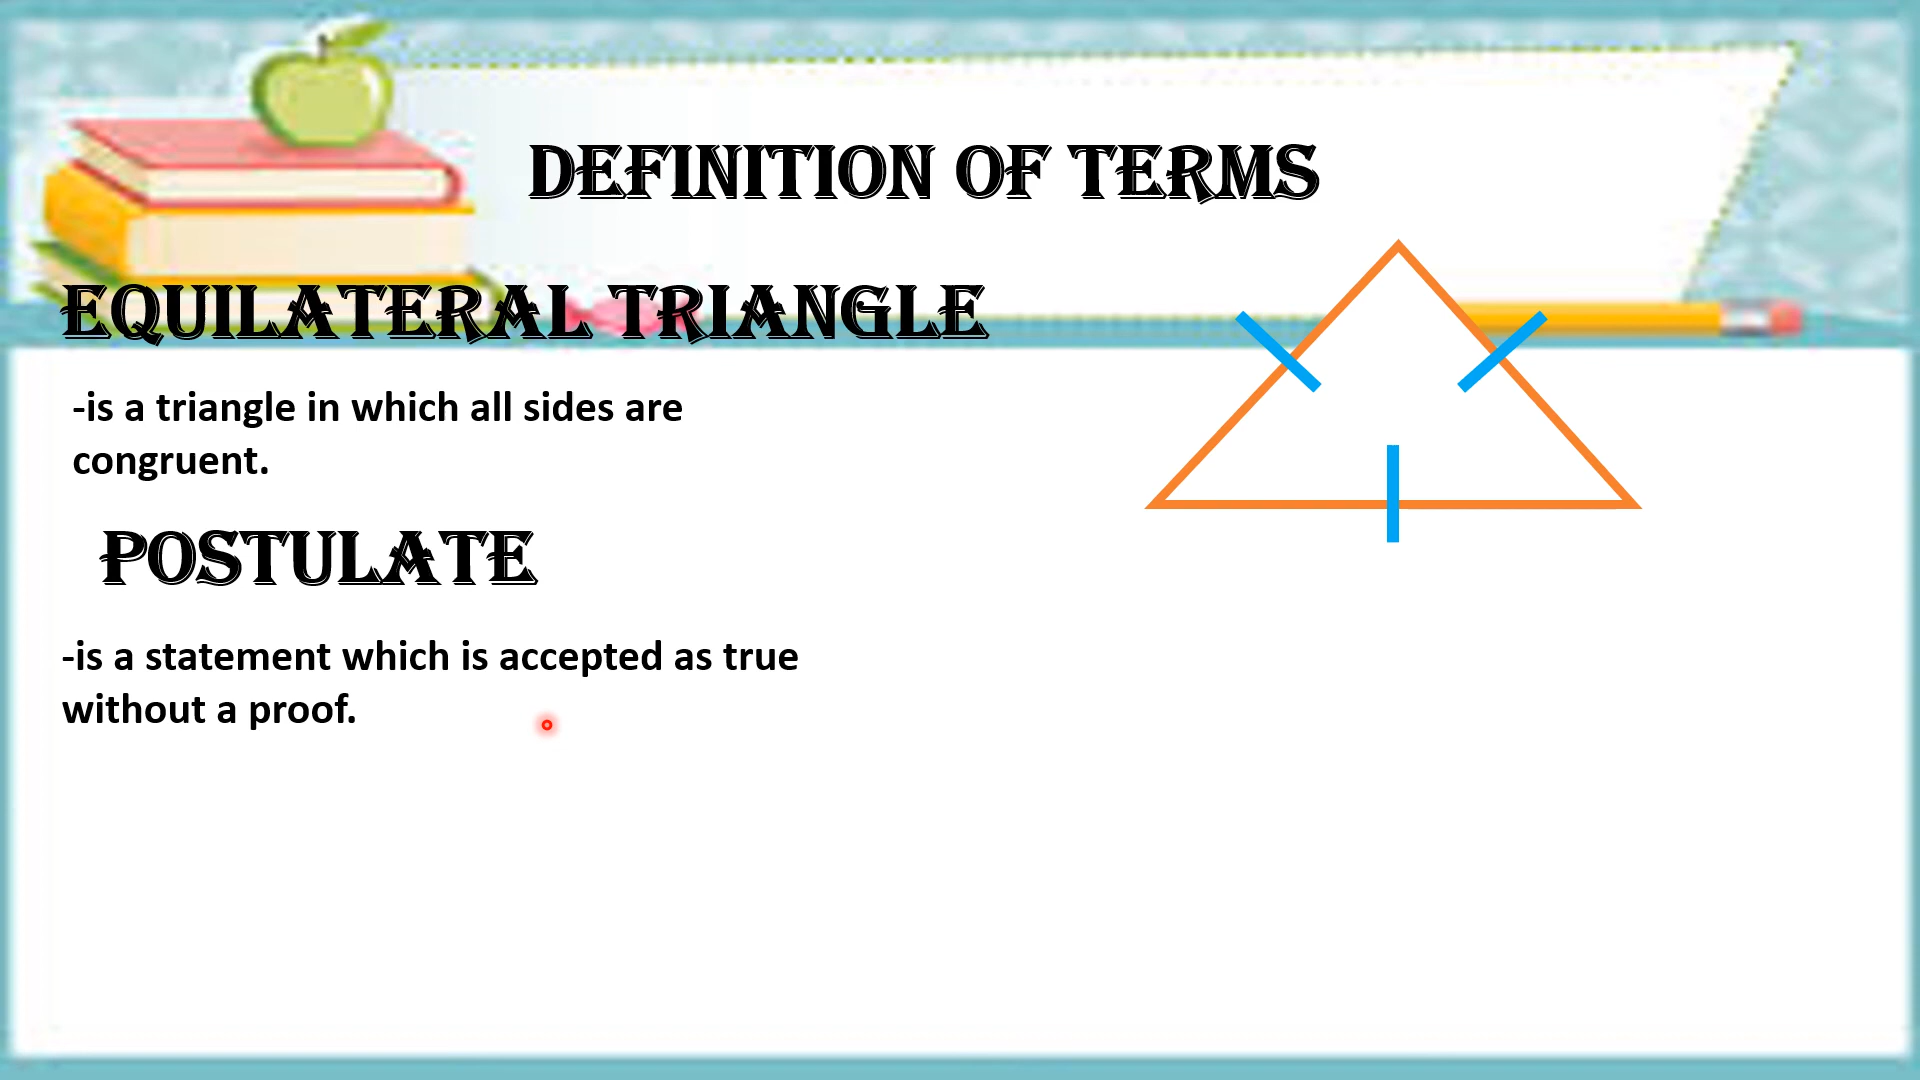 DEFINITION OF TERMS
EQUILATERAL TRIANGLE
-is a triangle in which all sides are
congruent.
POSTULATE
-is a statement which is accepted as true
without a proof.